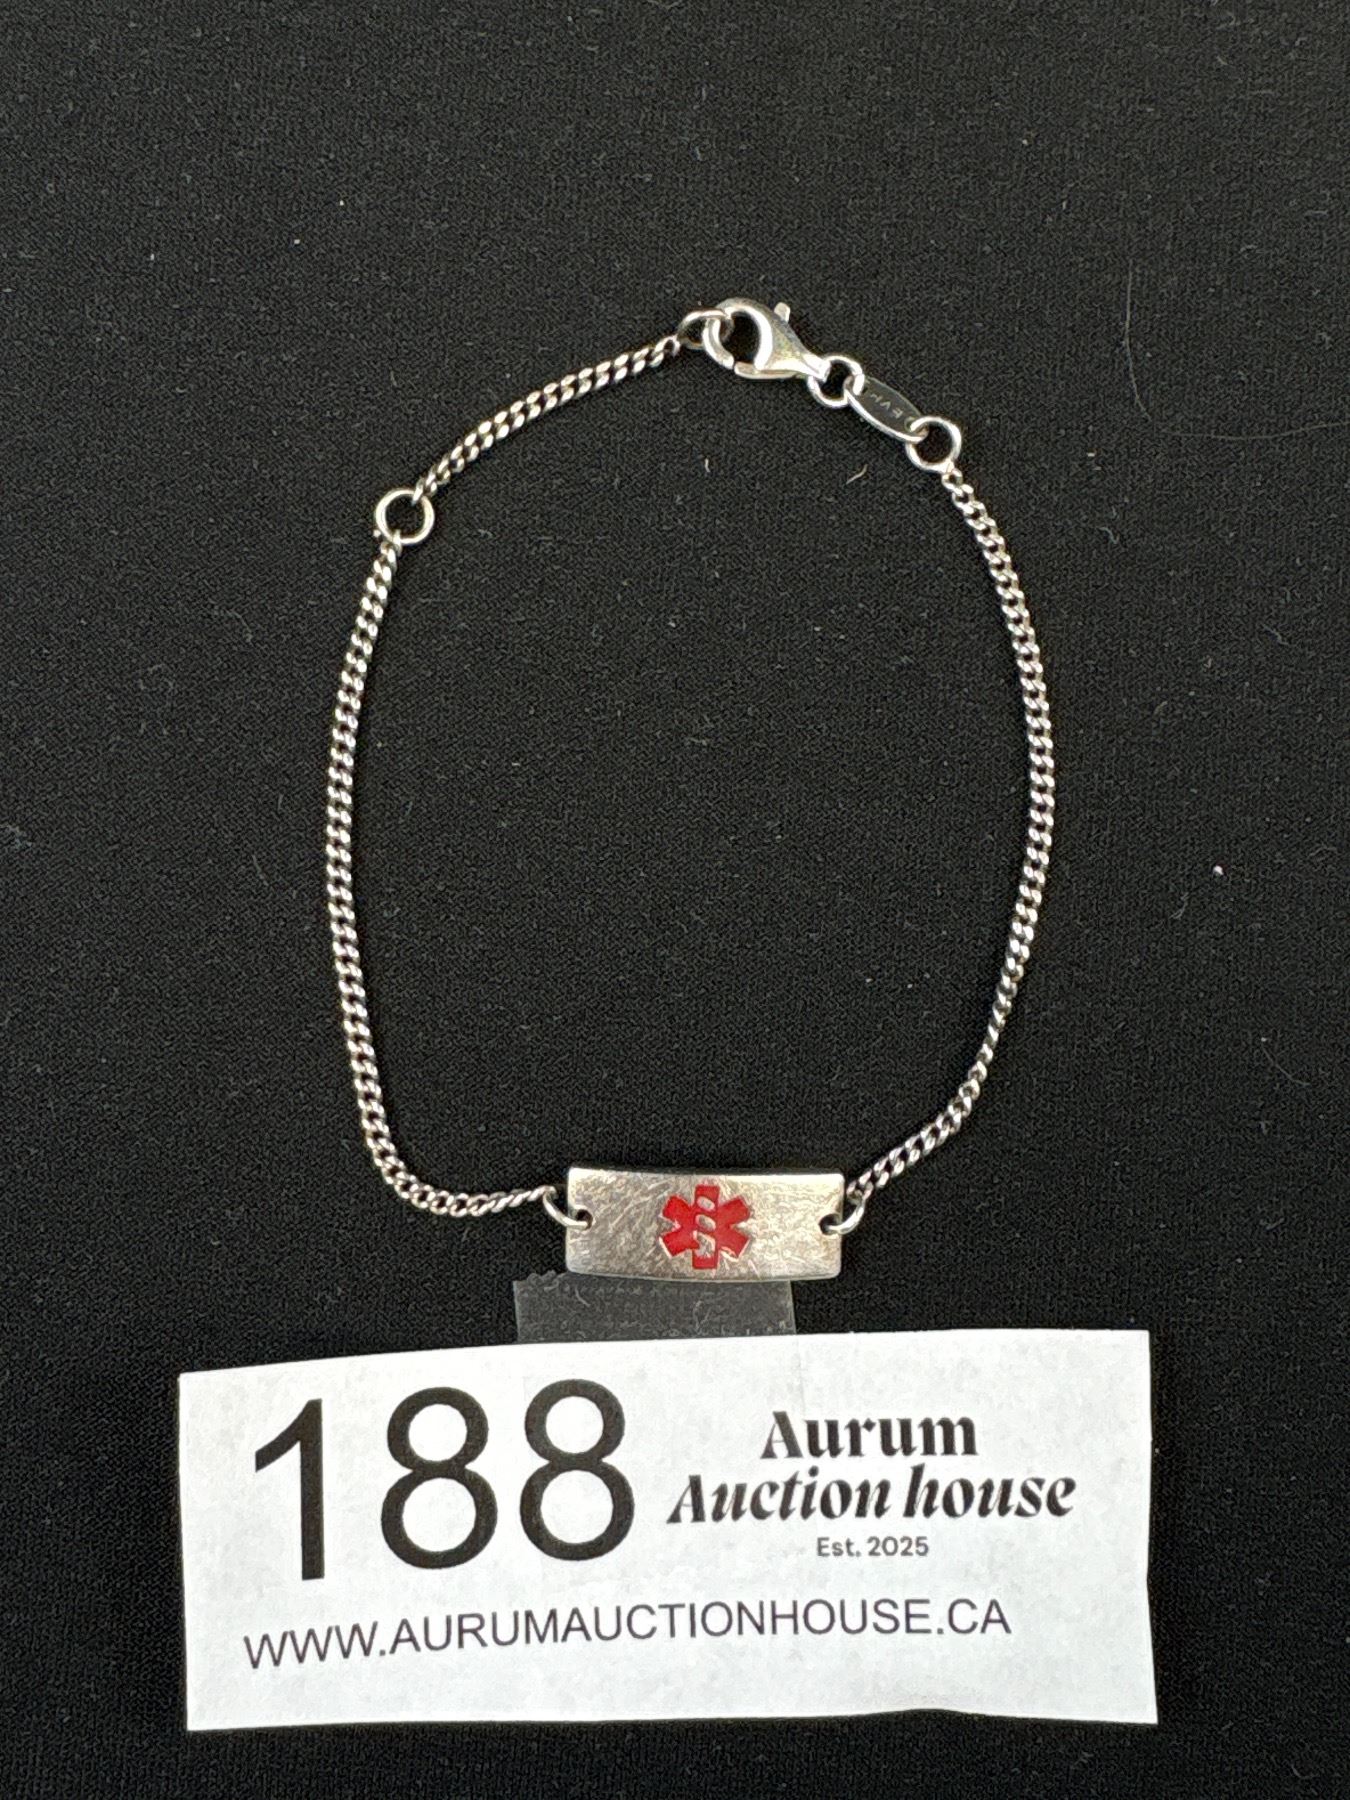 188
Aurum
Auction house
Est. 2025
WWW.AURUMAUCTIONHOUSE.CA